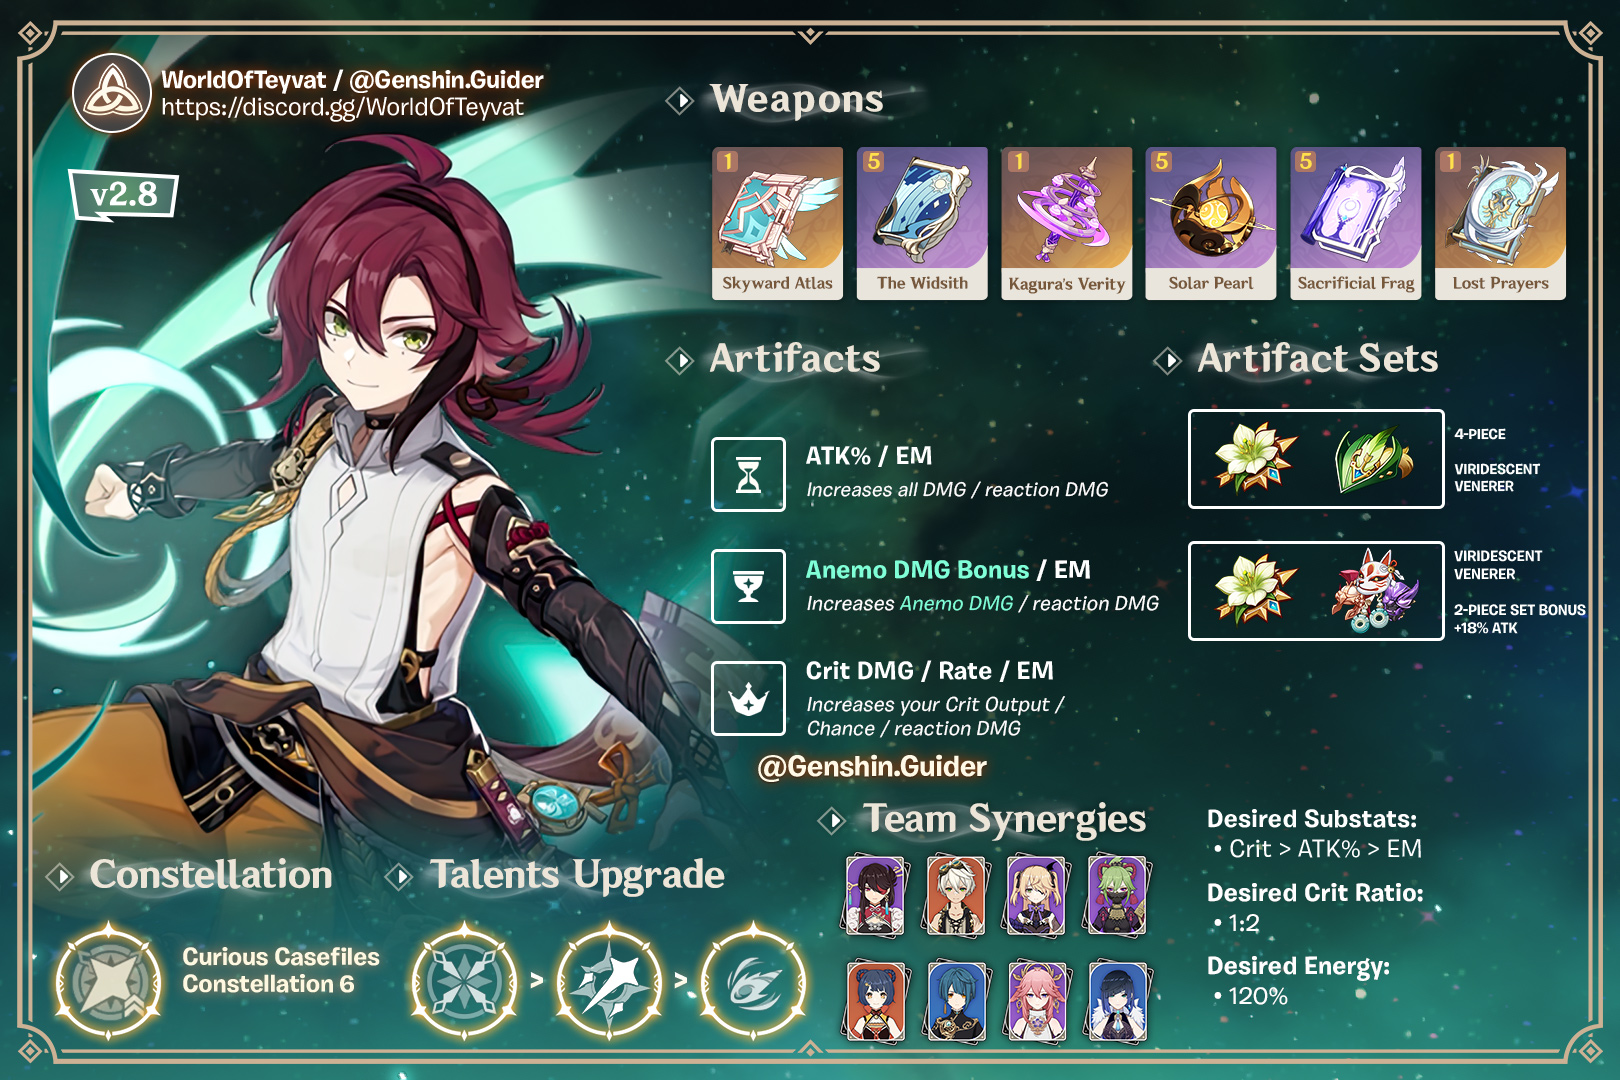 WorldOfTeyvat / @Genshin.Guider
https://discord.gg/WorldOfTeyvat
v2.8
Weapons
1
5
1
5
5
1
Skyward Atlas
The Widsith
Kagura's Verity
Solar Pearl
Sacrificial Frag
Lost Prayers
Artifacts
ATK% / EM
Increases all DMG / reaction DMG
Anemo DMG Bonus / EM
Increases Anemo DMG / reaction DMG
Crit DMG / Rate / EM
Increases your Crit Output /
Chance / reaction DMG
@Genshin.Guider
Artifact Sets
4-PIECE
VIRIDESCENT
VENERER
VIRIDESCENT
VENERER
2-PIECE SET BONUS
+18% ATK
Constellation
Curious Casefiles
Constellation 6
Talents Upgrade
> >
Team Synergies
Desired Substats:
• Crit > ATK% > EM
Desired Crit Ratio:
• 1:2
Desired Energy:
• 120%